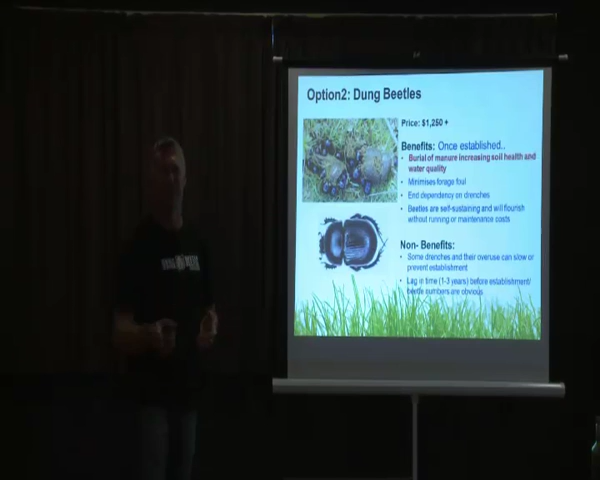 Option2: Dung Beetles
Price: $1,250 +
Benefits: Once established..
• Burial of manure increasing soil health and
water quality
• Minimises forage foul
• End dependency on drenches
• Beetles are self-sustaining and will flourish
without running or maintenance costs
Non- Benefits:
• Some drenches and their overuse can slow or
prevent establishment
• Lag in time (1-3 years) before establishment/
beetle numbers are obvious.